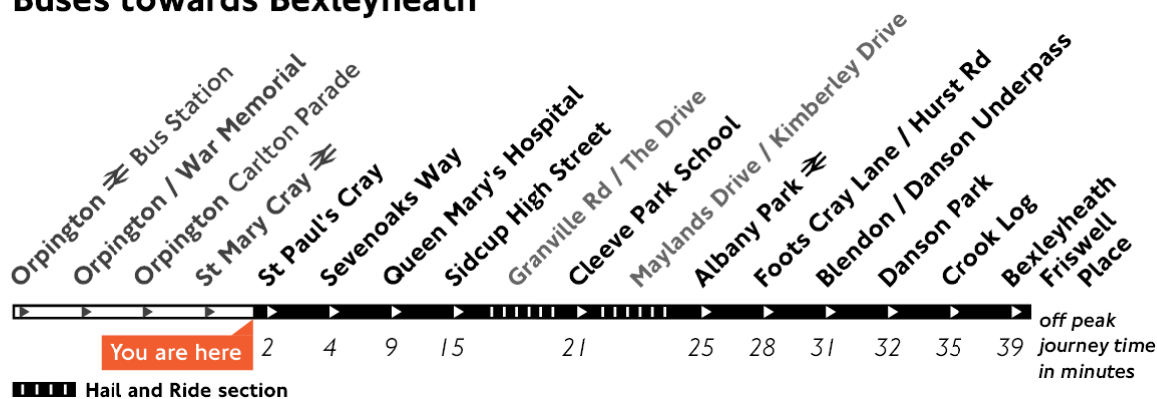 Buses towards Bexleyheath
Orpington Bus Station
Orpington / War Memorial
Orpington Carlton Parade
St Mary Cray
St Paul's Cray
Sevenoaks Way
Queen Mary's Hospital
Sidcup High Street
Granville Rd / The Drive
Cleeve Park School
Maylands Drive / Kimberley Drive
Albany Park
Foots Cray Lane / Hurst Rd
Blendon / Danson Underpass
Danson Park
Crook Log
Bexleyheath
Friswell
Place
You are here 2 4 9 15 21 25 28 31 32 35 39
off peak
journey time
in minutes
Hail and Ride section